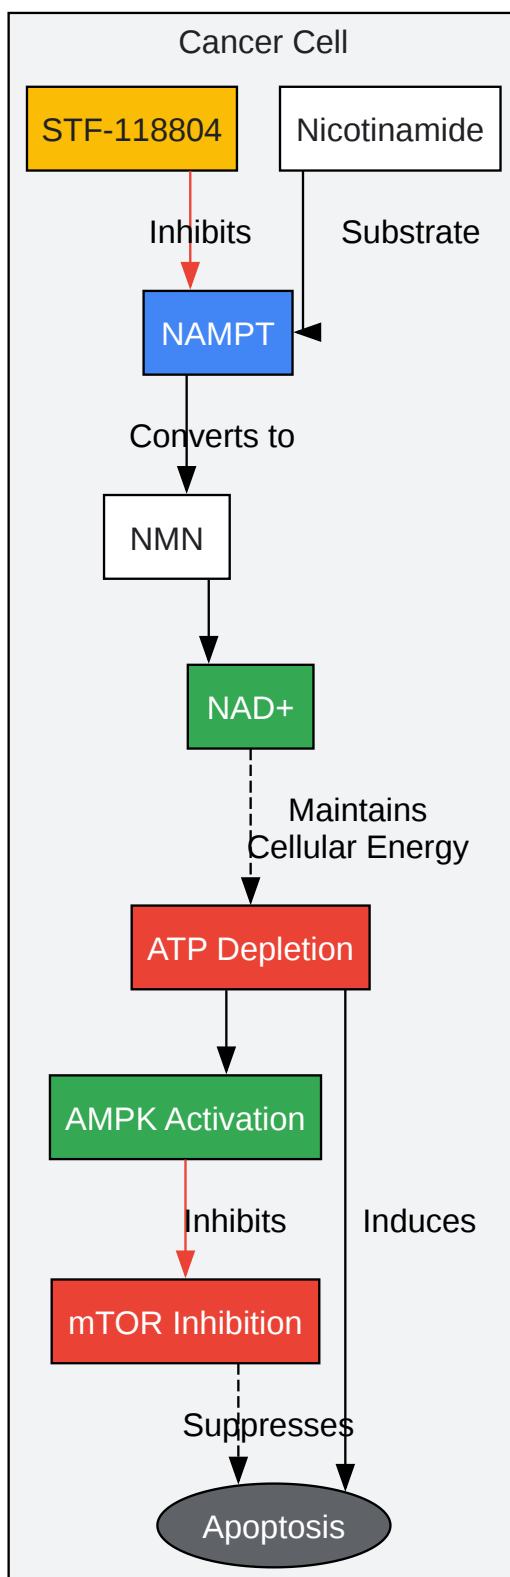 Cancer Cell
STF-118804
Nicotinamide
Inhibits
Substrate
NAMPT
Converts to
NMN
NAD+
Maintains
Cellular Energy
ATP Depletion
AMPK Activation
Inhibits
Induces
mTOR Inhibition
Suppresses
Apoptosis